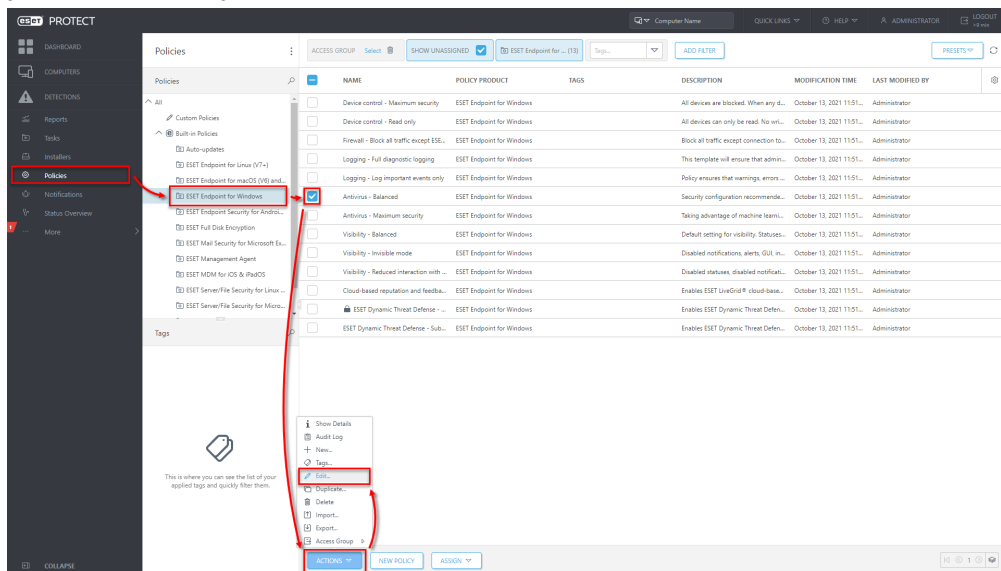 eset PROTECT
Computer Name
QUICK LINKS
HELP
ADMINISTRATOR
LOGOUT
>9 min
DASHBOARD
COMPUTERS
DETECTIONS
Reports
Tasks
Installers
Policies
Notifications
Status Overview
More
COLLAPSE
Policies
ACCESS GROUP Select
SHOW UNASSIGNED
ESET Endpoint for ... (13)
Tags...
ADD FILTER
PRESETS
Policies
All
Custom Policies
Built-in Policies
Auto-updates
ESET Endpoint for Linux (V7+)
ESET Endpoint for macOS (V6) and...
ESET Endpoint for Windows
ESET Endpoint Security for Androi...
ESET Full Disk Encryption
ESET Mail Security for Microsoft Ex...
ESET Management Agent
ESET MDM for iOS & iPadOS
ESET Server/File Security for Linux ...
ESET Server/File Security for Micro...
Tags
This is where you can see the list of your
applied tags and quickly filter them.
NAME POLICY PRODUCT TAGS DESCRIPTION MODIFICATION TIME LAST MODIFIED BY
Device control - Maximum security ESET Endpoint for Windows All devices are blocked. When any d... October 13, 2021 11:51... Administrator
Device control - Read only ESET Endpoint for Windows All devices can only be read. No wri... October 13, 2021 11:51... Administrator
Firewall - Block all traffic except ESE... ESET Endpoint for Windows Block all traffic except connection to... October 13, 2021 11:51... Administrator
Logging - Full diagnostic logging ESET Endpoint for Windows This template will ensure that admin... October 13, 2021 11:51... Administrator
Logging - Log important events only ESET Endpoint for Windows Policy ensures that warnings, errors ... October 13, 2021 11:51... Administrator
Antivirus - Balanced ESET Endpoint for Windows Security configuration recommende... October 13, 2021 11:51... Administrator
Antivirus - Maximum security ESET Endpoint for Windows Taking advantage of machine learni... October 13, 2021 11:51... Administrator
Visibility - Balanced ESET Endpoint for Windows Default setting for visibility. Statuses... October 13, 2021 11:51... Administrator
Visibility - Invisible mode ESET Endpoint for Windows Disabled notifications, alerts, GUI, in... October 13, 2021 11:51... Administrator
Visibility - Reduced interaction with ... ESET Endpoint for Windows Disabled statuses, disabled notificati... October 13, 2021 11:51... Administrator
Cloud-based reputation and feedba... ESET Endpoint for Windows Enables ESET LiveGrid® cloud-base... October 13, 2021 11:51... Administrator
ESET Dynamic Threat Defense - ... ESET Endpoint for Windows Enables ESET Dynamic Threat Defen... October 13, 2021 11:51... Administrator
ESET Dynamic Threat Defense - Sub... ESET Endpoint for Windows Enables ESET Dynamic Threat Defen... October 13, 2021 11:51... Administrator
Show Details
Audit Log
New...
Tags...
Edit...
Duplicate...
Delete
Import...
Export...
Access Group
ACTIONS
NEW POLICY
ASSIGN
1